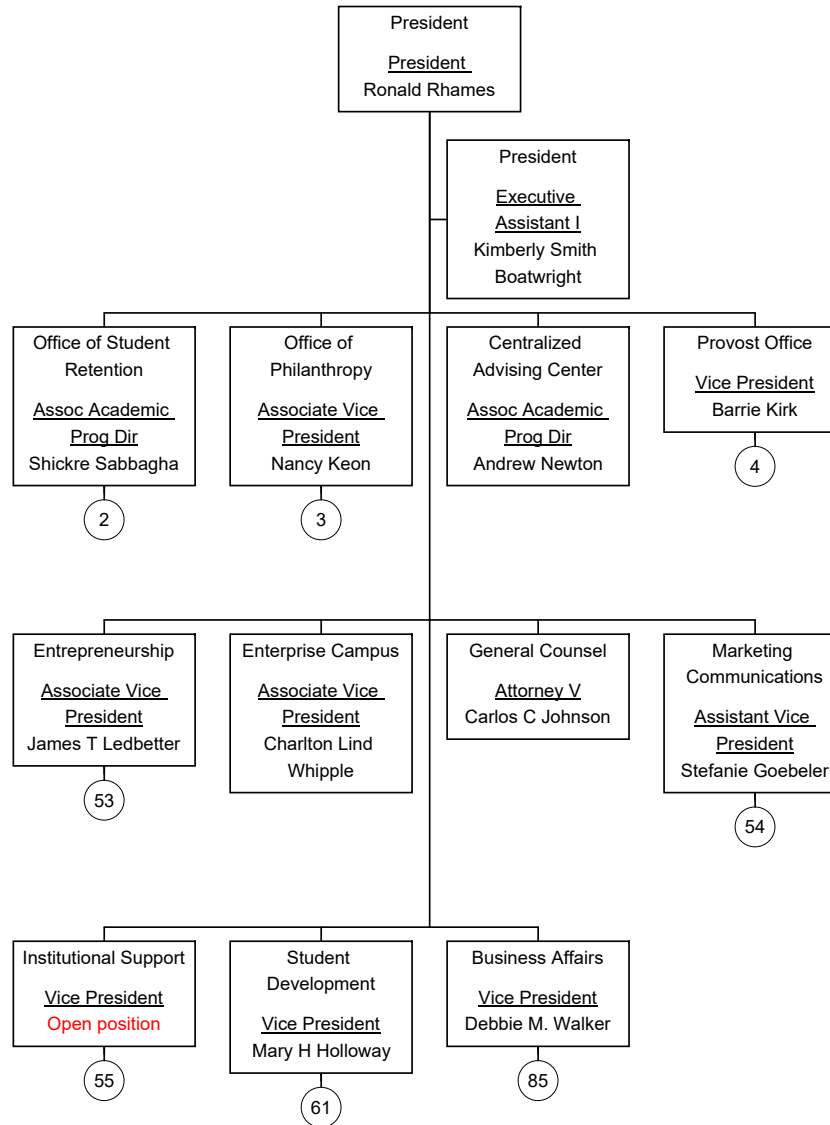 President
President
Ronald Rhames
President
Executive
Assistant I
Kimberly Smith
Boatwright
Office of Student
Retention
Assoc Academic
Prog Dir
Shickre Sabbagha
2
Office of
Philanthropy
Associate Vice
President
Nancy Keon
3
Centralized
Advising Center
Assoc Academic
Prog Dir
Andrew Newton
Provost Office
Vice President
Barrie Kirk
4
Entrepreneurship
Associate Vice
President
James T Ledbetter
53
Enterprise Campus
Associate Vice
President
Charlton Lind
Whipple
General Counsel
Attorney V
Carlos C Johnson
Marketing
Communications
Assistant Vice
President
Stefanie Goebeler
54
Institutional Support
Vice President
Open position
55
Student
Development
Vice President
Mary H Holloway
61
Business Affairs
Vice President
Debbie M. Walker
85